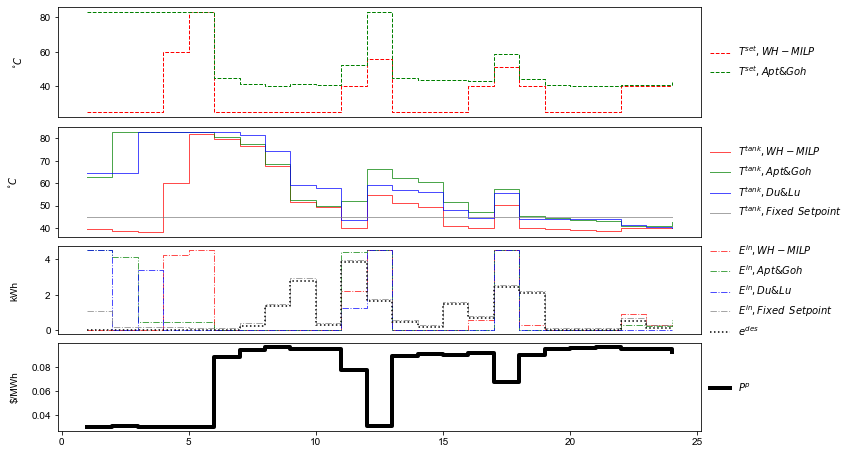 80
60
40
°C
T^set, WH − MILP
T^set, Apt&Goh
80
70
60
50
40
°C
T^tank, WH − MILP
T^tank, Apt&Goh
T^tank, Du&Lu
T^tank, Fixed Setpoint
4
2
0
kWh
E^in, WH − MILP
E^in, Apt&Goh
E^in, Du&Lu
E^in, Fixed Setpoint
e^des
0.08
0.06
0.04
$/MWh
P^p
0 5 10 15 20 25